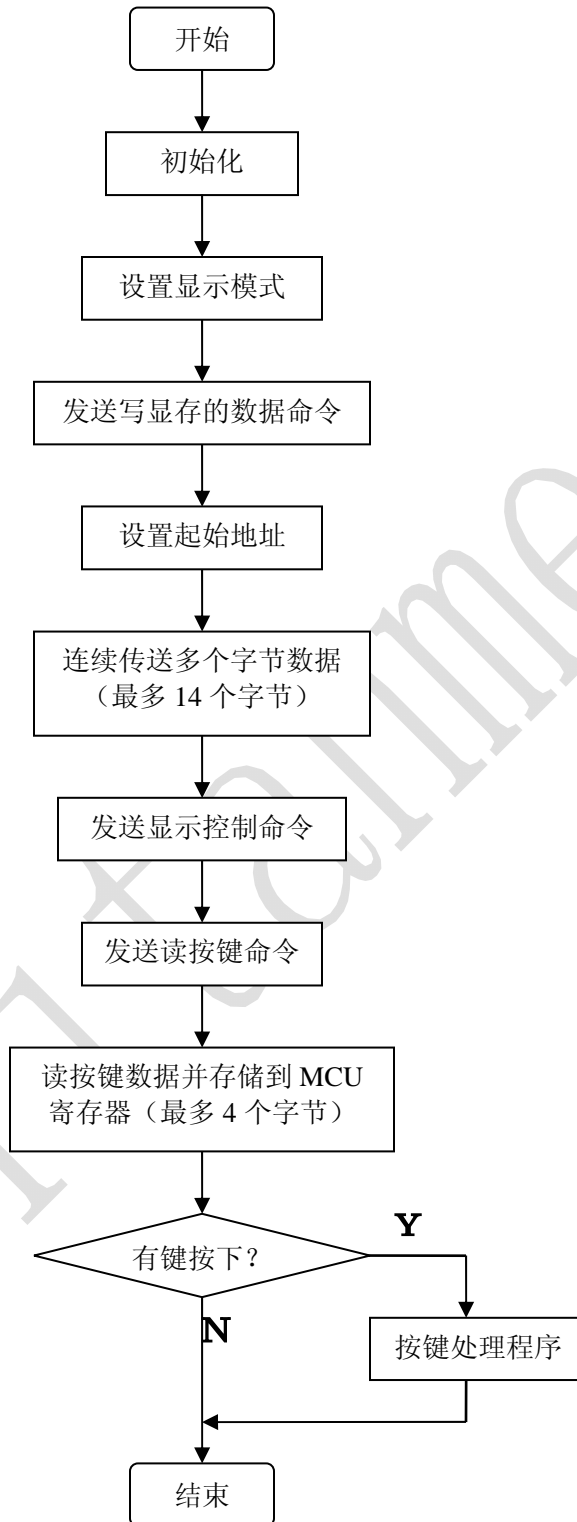 开始
初始化
设置显示模式
发送写显存的数据命令
设置起始地址
连续传送多个字节数据
（最多 14 个字节）
发送显示控制命令
发送读按键命令
读按键数据并存储到 MCU
寄存器（最多 4 个字节）
Y
有键按下？
N
按键处理程序
结束